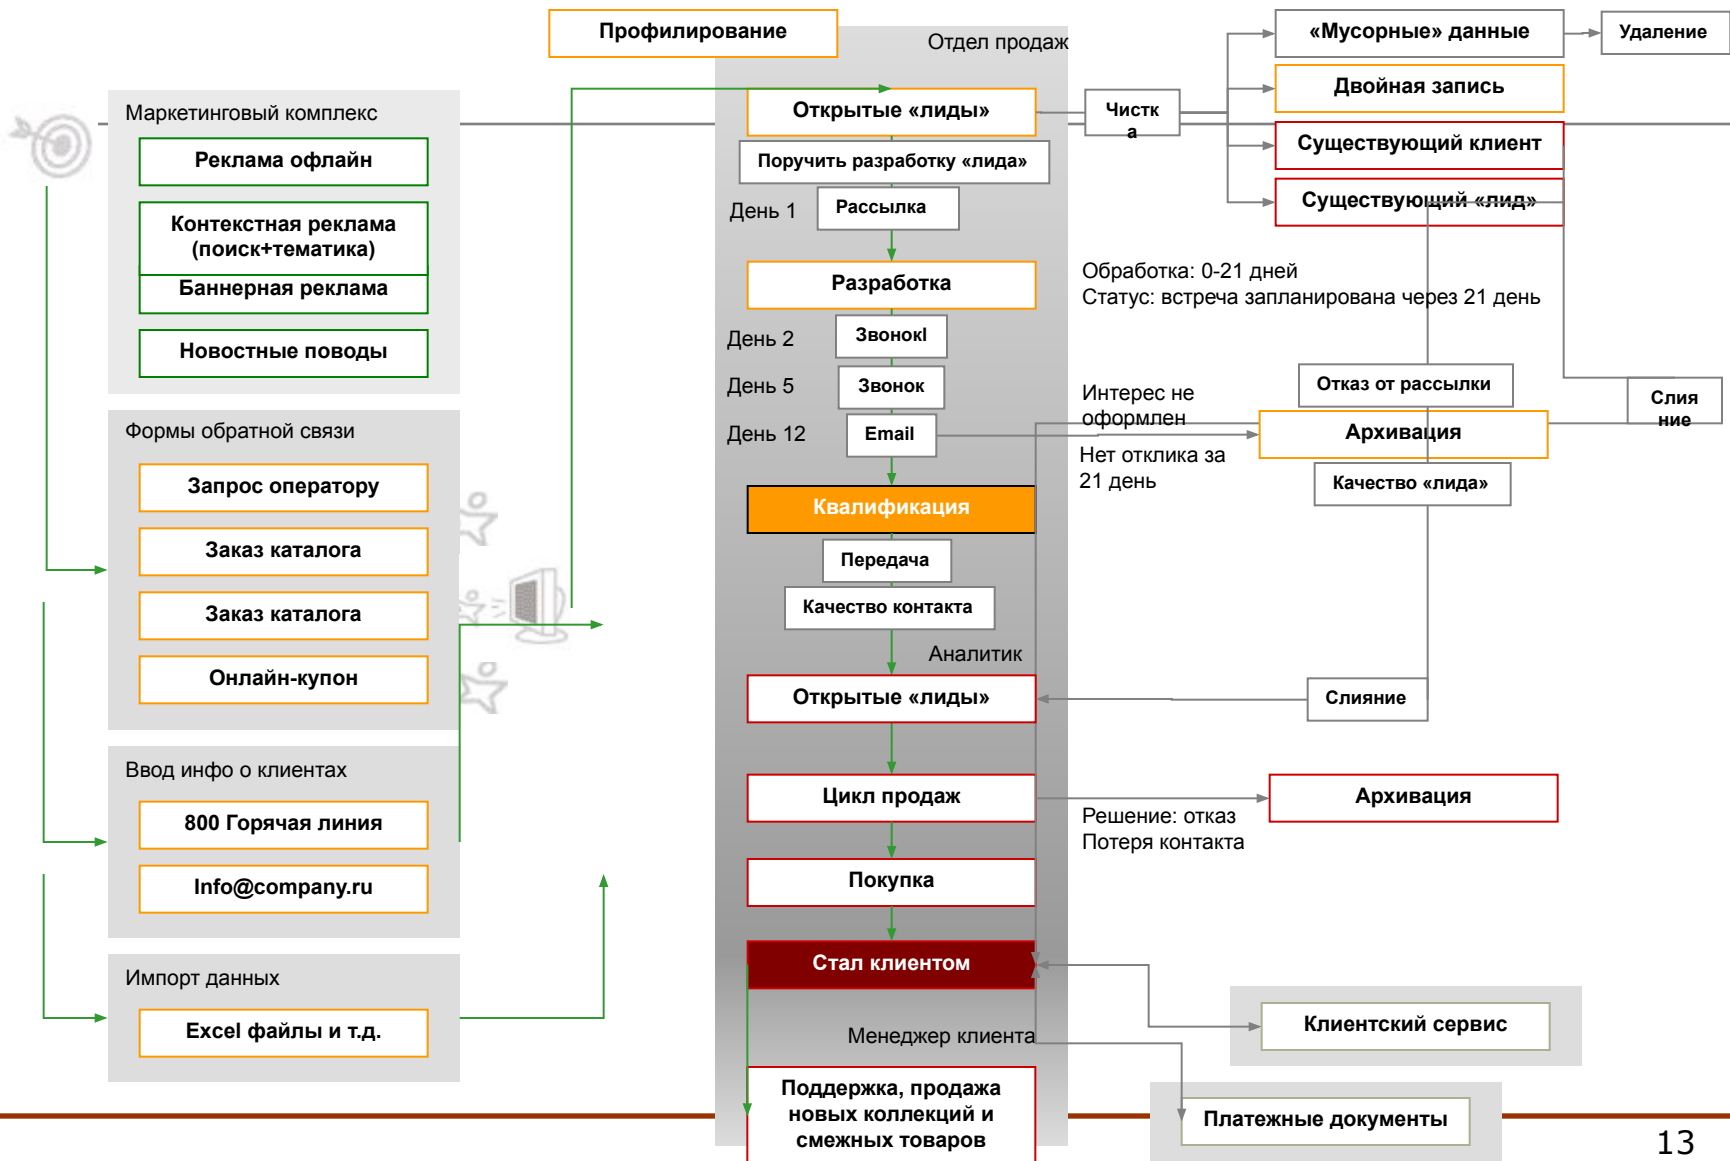 Профилирование
Отдел продаж
«Мусорные» данные
Удаление
Двойная запись
Маркетинговый комплекс
Открытые «лиды»
Чистк
а
Реклама офлайн
Поручить разработку «лида»
Существующий клиент
Контекстная реклама
(поиск+тематика)
День 1
Рассылка
Существующий «лид»
Баннерная реклама
Разработка
Обработка: 0-21 дней
Статус: встреча запланирована через 21 день
Новостные поводы
День 2
ЗвонокI
День 5
Звонок
Интерес не
оформлен
Отказ от рассылки
Слия
ние
Формы обратной связи
День 12
Email
Архивация
Нет отклика за
21 день
Запрос оператору
Качество «лида»
Квалификация
Заказ каталога
Передача
Заказ каталога
Качество контакта
Онлайн-купон
Аналитик
Открытые «лиды»
Слияние
Ввод инфо о клиентах
Цикл продаж
Архивация
800 Горячая линия
Решение: отказ
Потеря контакта
Info@company.ru
Покупка
Импорт данных
Стал клиентом
Excel файлы и т.д.
Клиентский сервис
Менеджер клиента
Поддержка, продажа
новых коллекций и
смежных товаров
Платежные документы
13